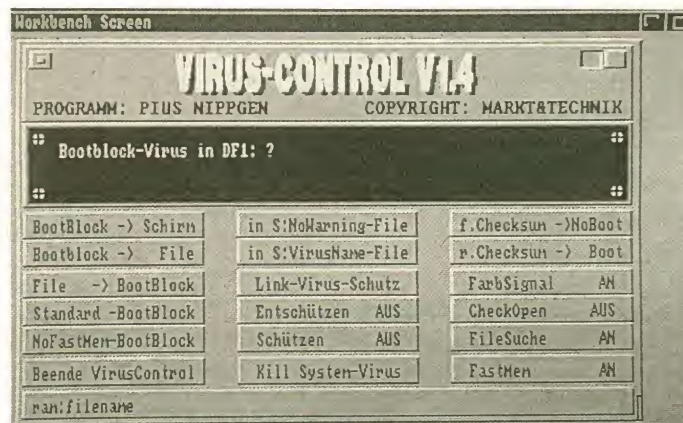 Workbench Screen
VIRUS-CONTROL V1.4
PROGRAMM: PIUS NIPPGEN COPYRIGHT: MARKT&TECHNIK
Bootblock-Virus in DF1: ?
BootBlock -> Schirm in S:NoWarning-File f.Checksum ->NoBoot
Bootblock -> File in S:VirusName-File r.Checksum -> Boot
File -> BootBlock Link-Virus-Schutz FarbSignal AN
Standard -BootBlock Entschützen AUS CheckOpen AUS
NoFastMem-BootBlock Schützen AUS FileSuche AN
Beende VirusControl Kill System-Virus FastMem AN
ram:filename